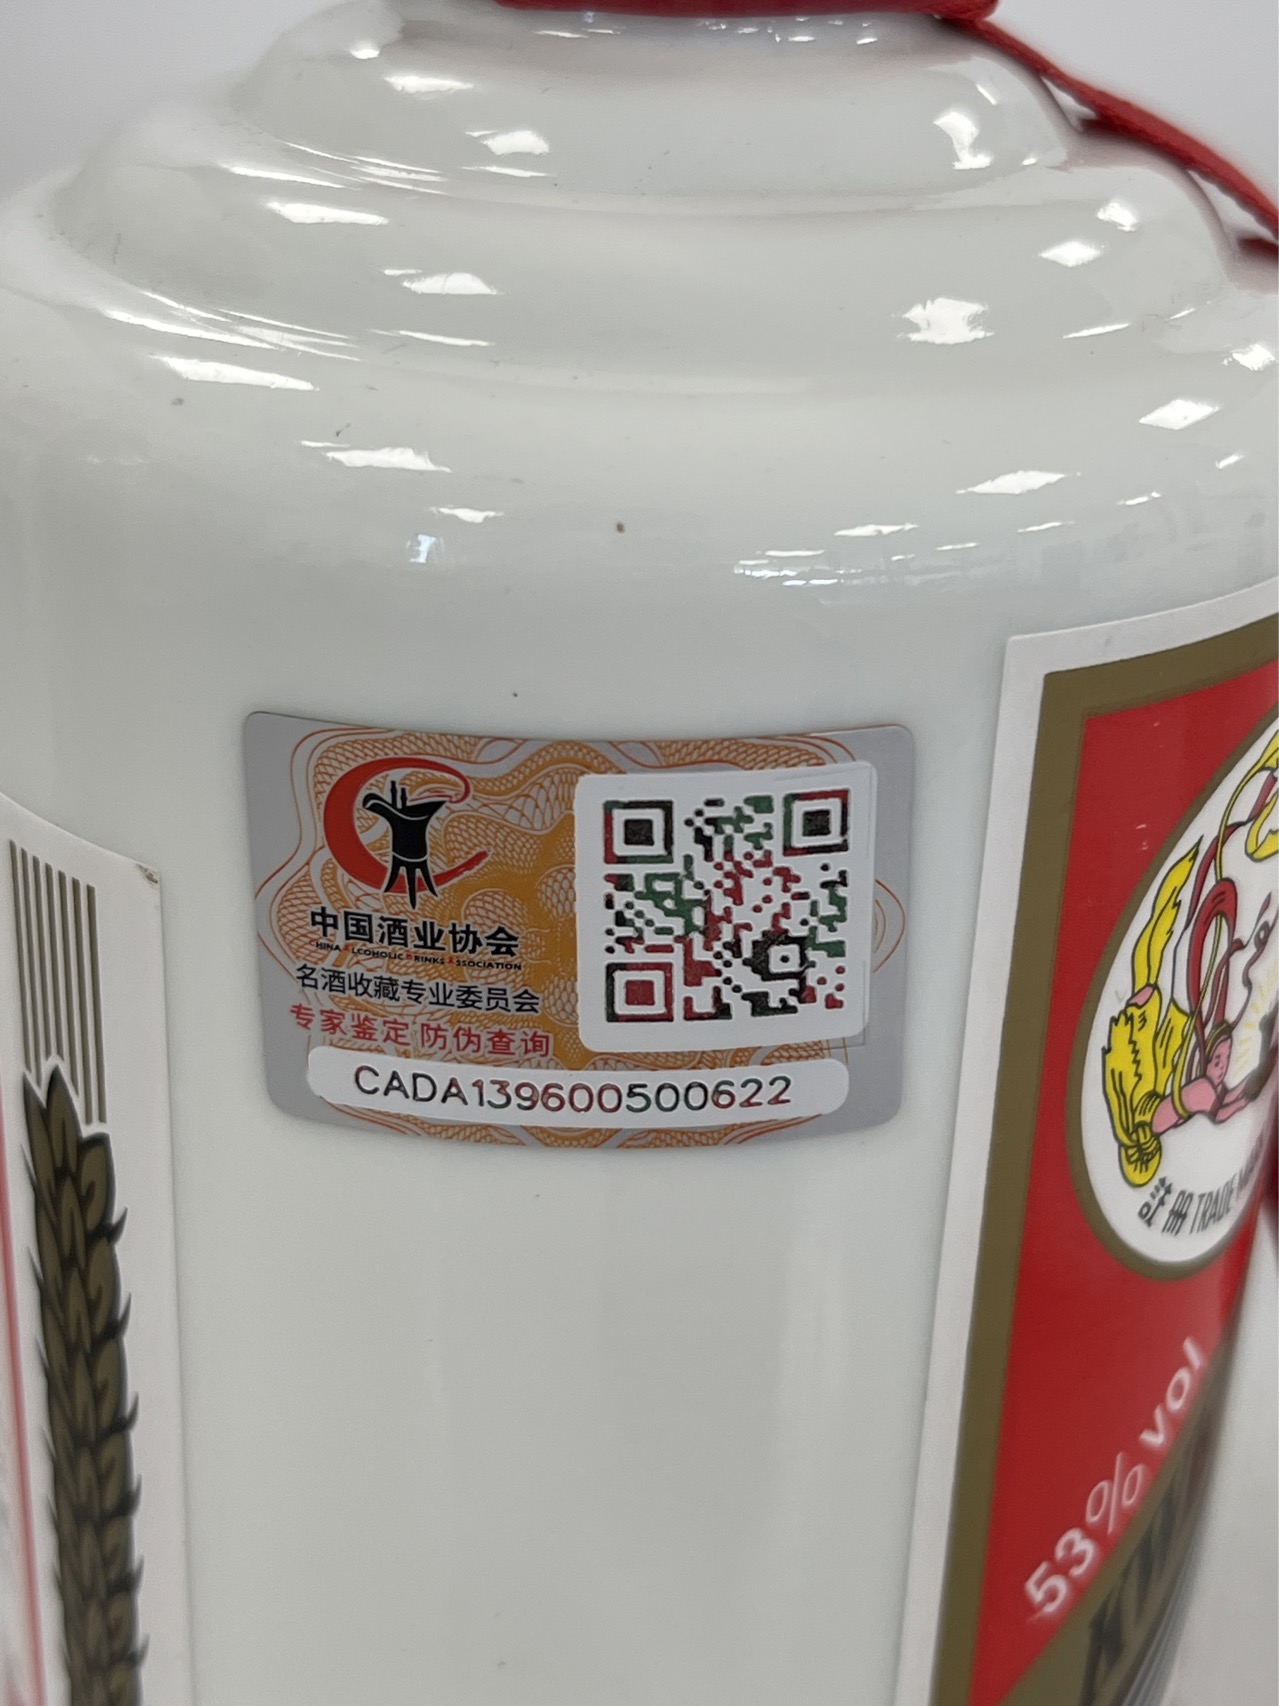 中国酒业协会
CHINA ALCOHOLIC DRINKS ASSOCIATION
名酒收藏专业委员会
专家鉴定 防伪查询
CADA139600500622
註册 TRADE
53% vol